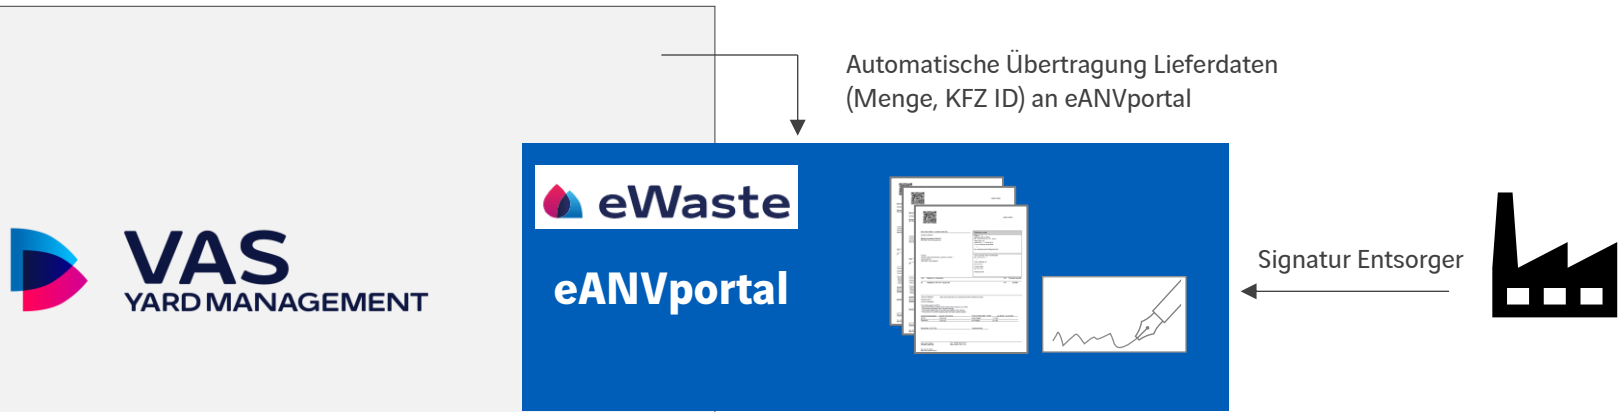 Automatische Übertragung Lieferdaten
(Menge, KFZ ID) an eANVportal
eWaste
VAS
YARD MANAGEMENT
eANVportal
Signatur Entsorger